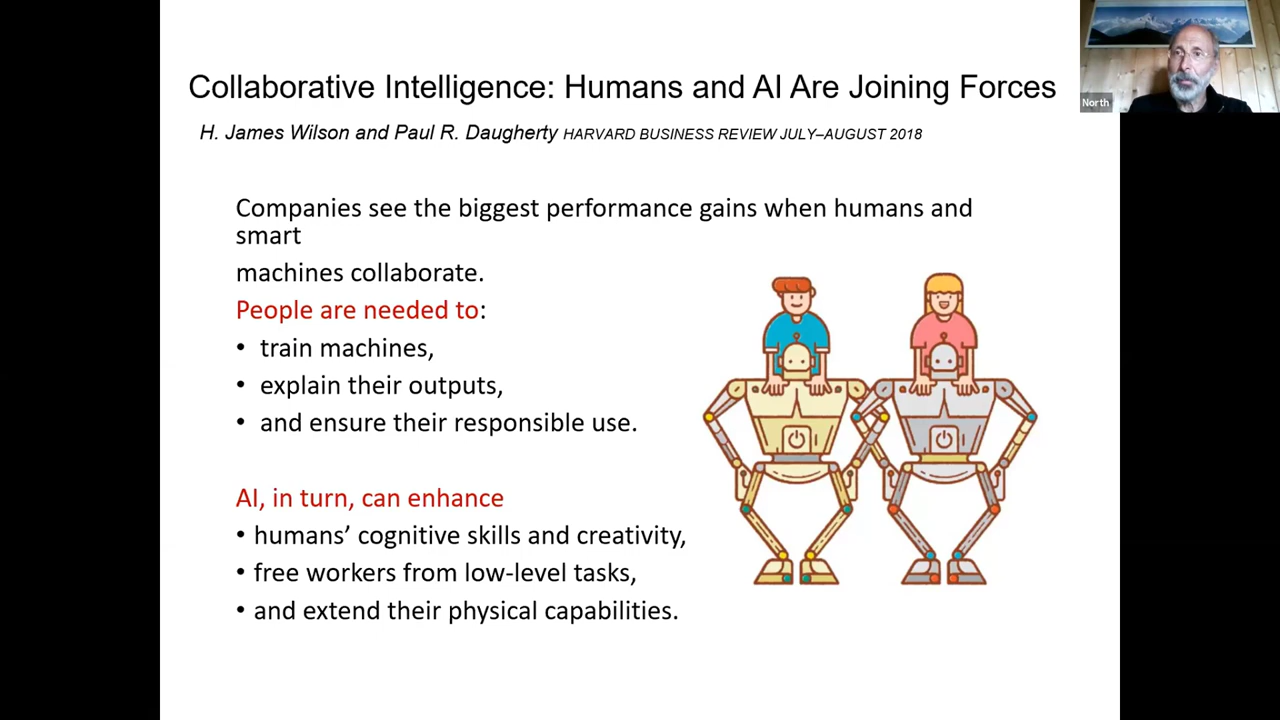 Collaborative Intelligence: Humans and AI Are Joining Forces
North
H. James Wilson and Paul R. Daugherty HARVARD BUSINESS REVIEW JULY–AUGUST 2018
Companies see the biggest performance gains when humans and
smart
machines collaborate.
People are needed to:
• train machines,
• explain their outputs,
• and ensure their responsible use.
AI, in turn, can enhance
• humans’ cognitive skills and creativity,
• free workers from low-level tasks,
• and extend their physical capabilities.